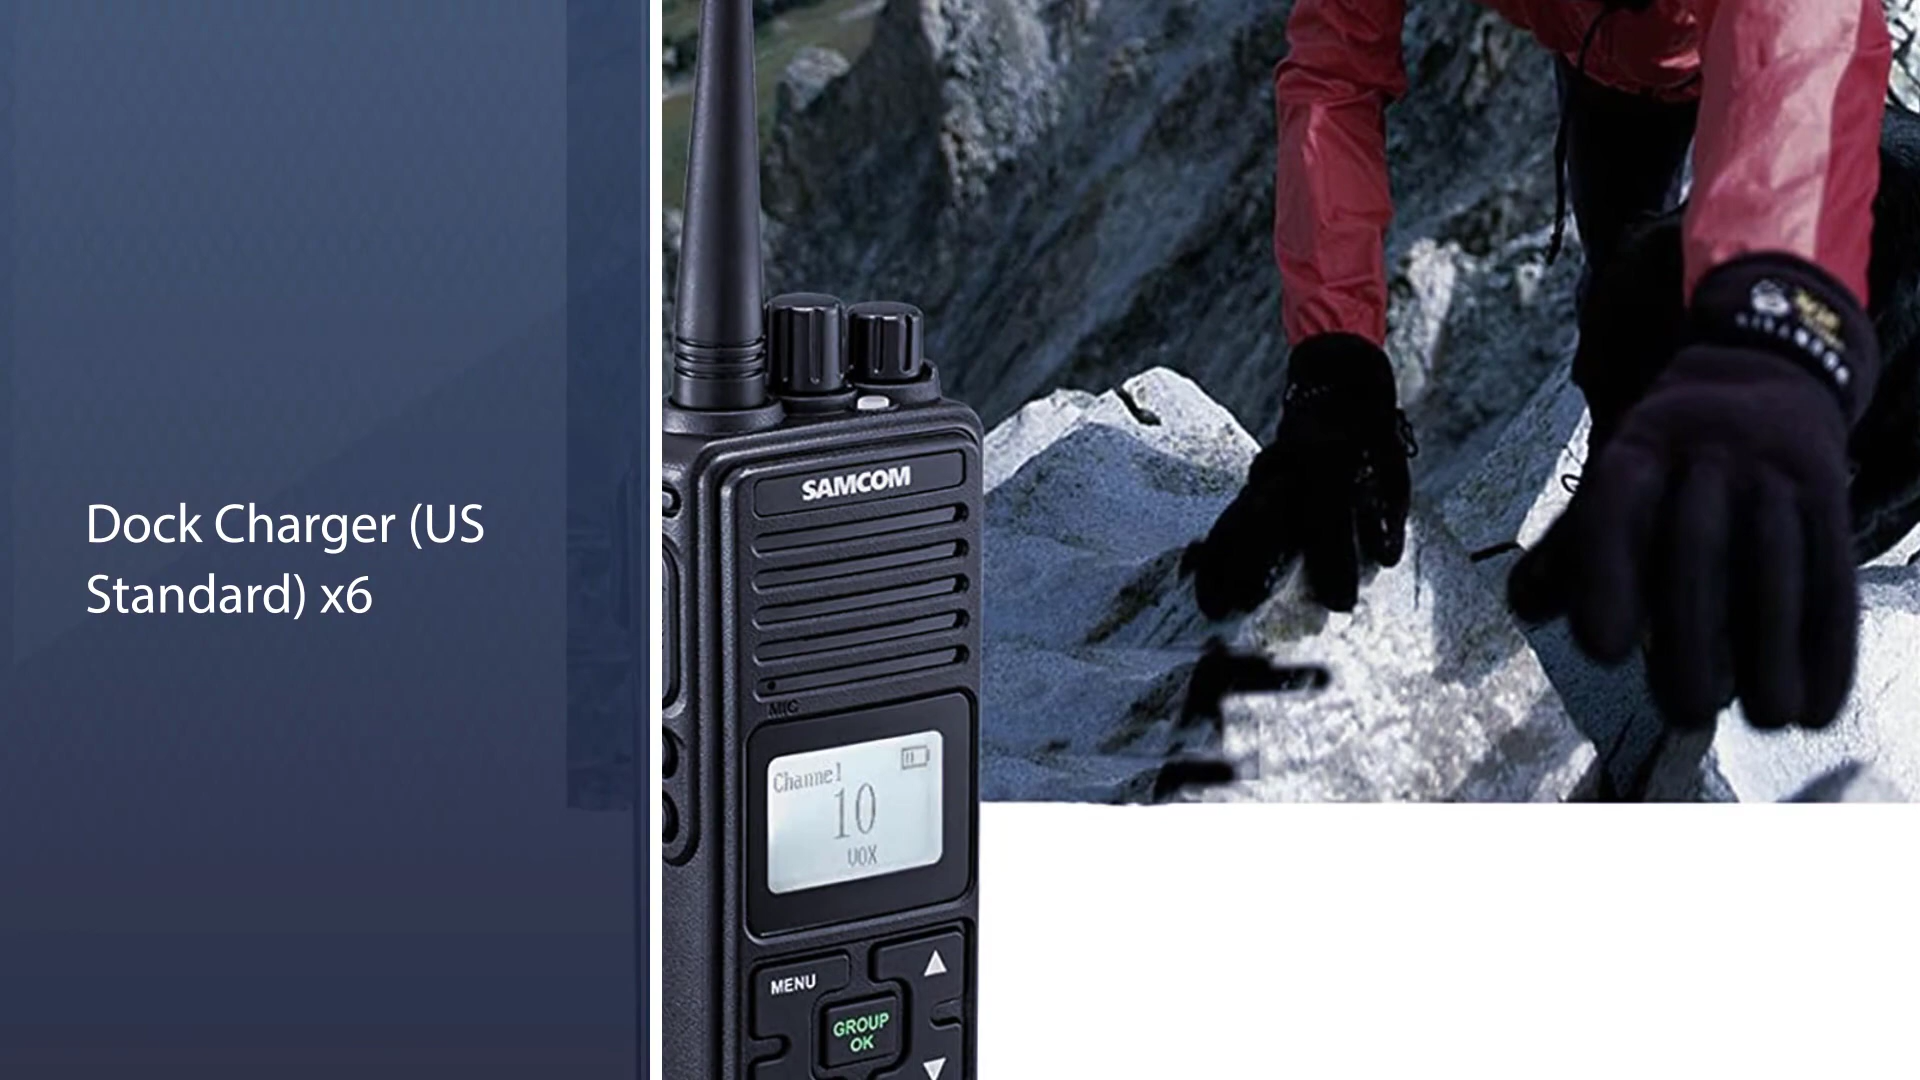 Dock Charger (US
Standard) x6
SAMCOM
MIC
Channel
10
VOX
MENU
GROUP
OK